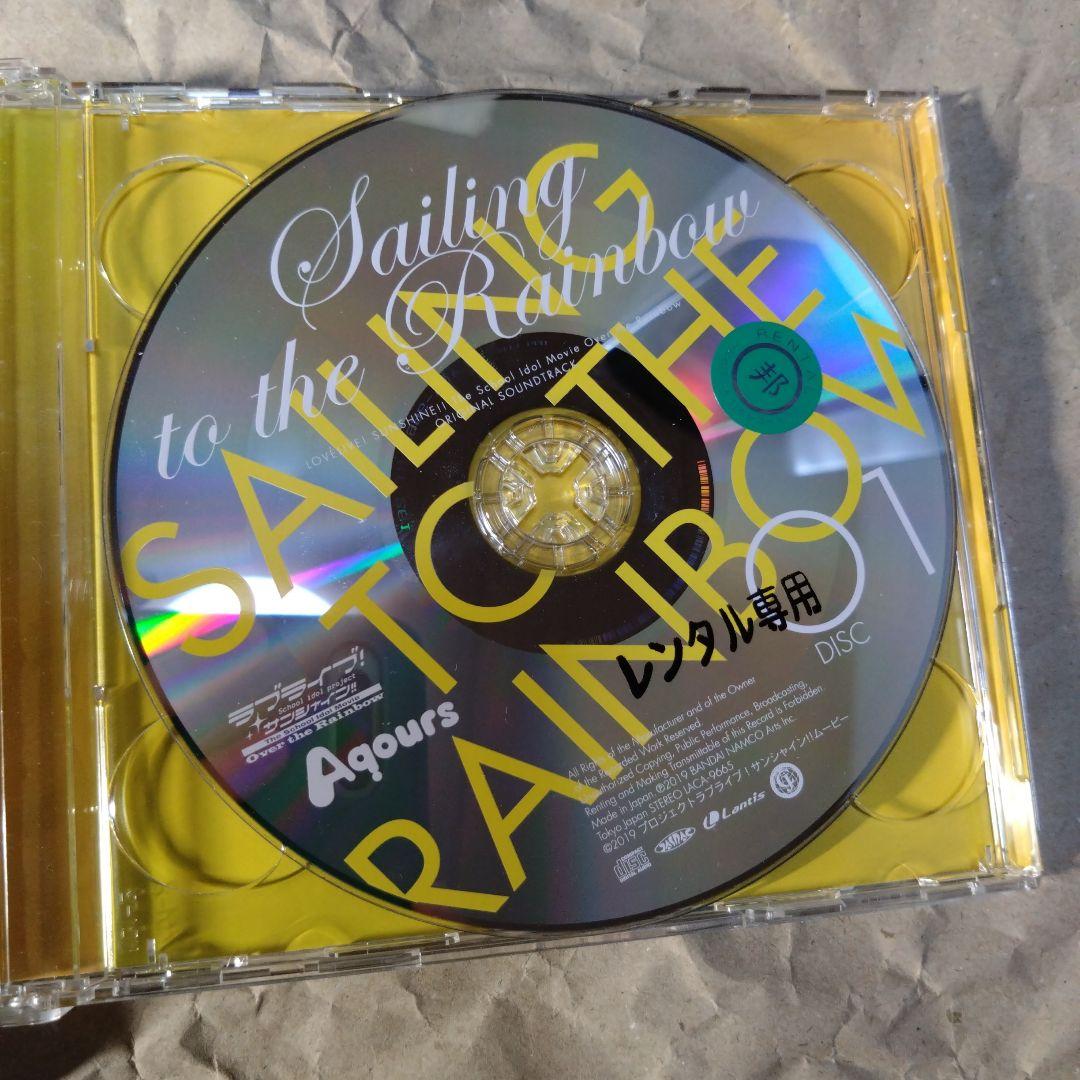 Sailing
to the Rainbow
SAILING
TO THE
RAINBOW
LOVELIVE! SUNSHINE!! The School Idol Movie Over the Rainbow
ORIGINAL SOUNDTRACK
RENTAL
邦
01
DISC
レンタル専用
ラブライブ!
School idol project
サンシャイン!!
The School Idol Movie
Over the Rainbow
Aqours
All Rights of the Manufacturer and of the Owner
of the Recorded Work Reserved.
Unauthorized Copying, Public Performance, Broadcasting,
Renting and Making Transmittable of this Record is Forbidden.
Made in Japan ℗2019 BANDAI NAMCO Arts Inc.
Tokyo Japan STEREO LACA-9665
©2019 プロジェクトラブライブ!サンシャイン!!ムービー
COMPACT
disc
DIGITAL AUDIO
JASRAC
Lantis